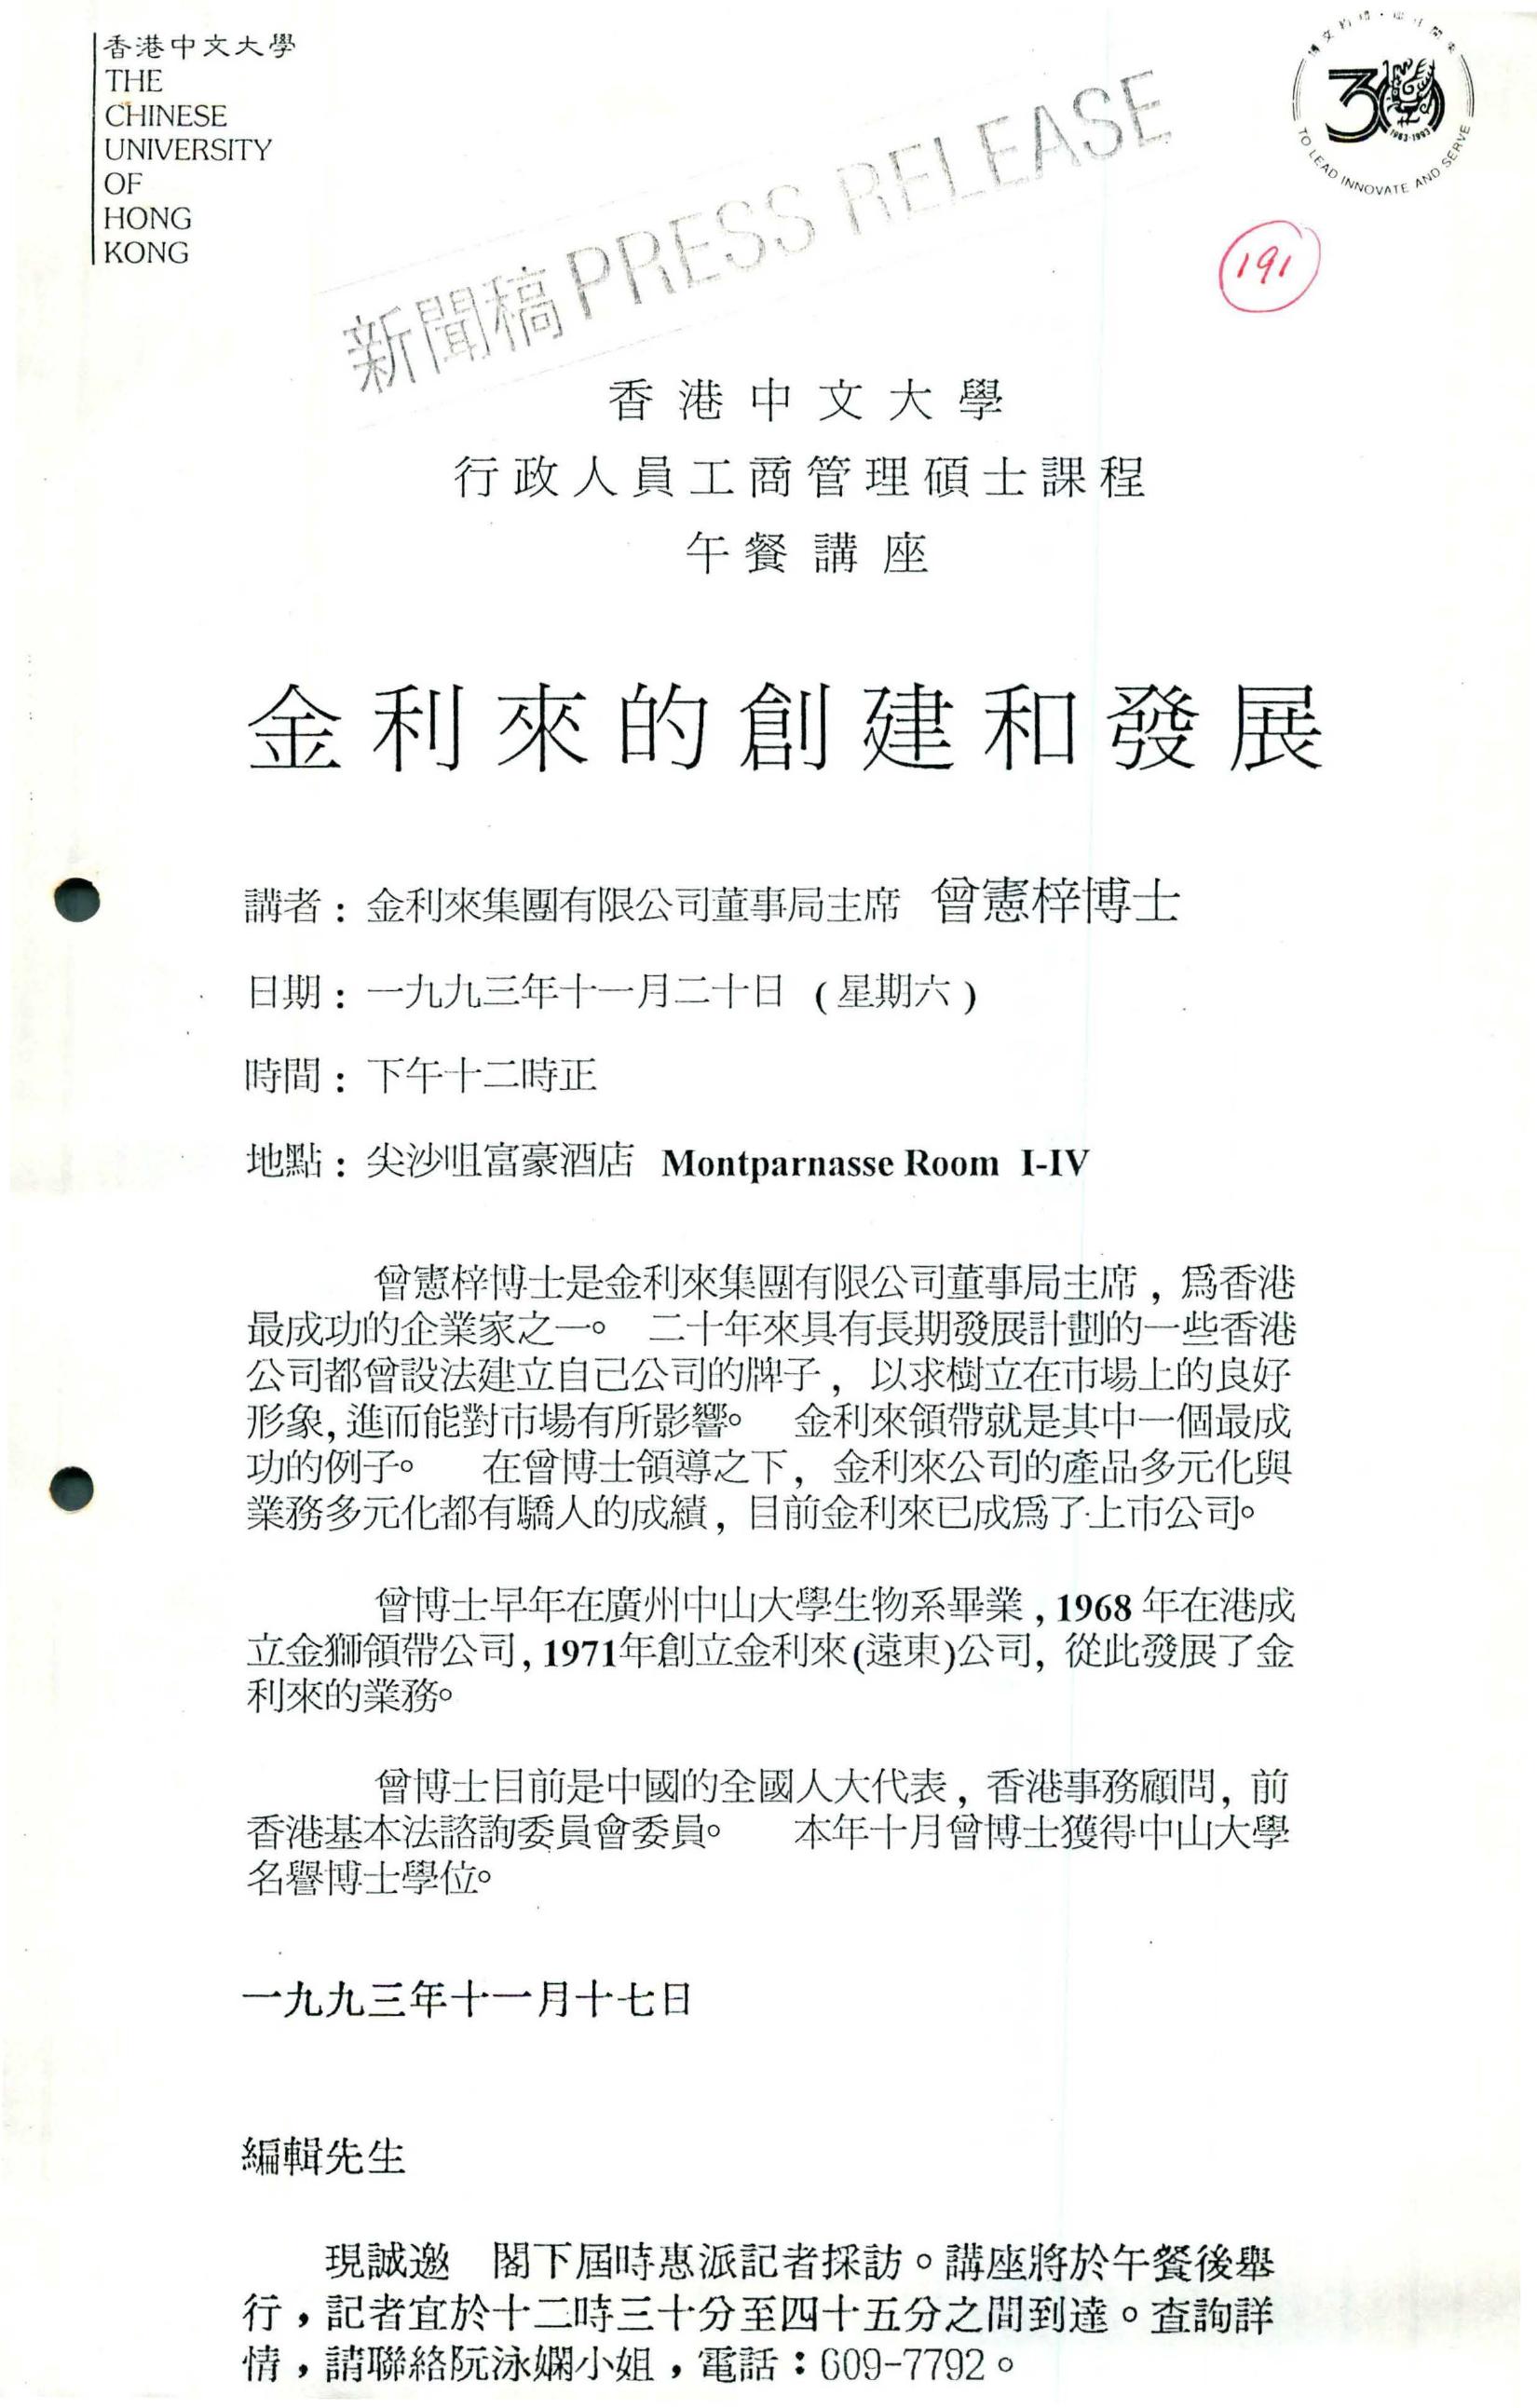 香港中文大學
THE
CHINESE
UNIVERSITY
OF
HONG
KONG
1963-1993
TO LEAD INNOVATE AND SERVE
新聞稿 PRESS RELEASE
191
香港中文大學
行政人員工商管理碩士課程
午餐講座
金利來的創建和發展
講者：金利來集團有限公司董事局主席 曾憲梓博士
日期：一九九三年十一月二十日 (星期六)
時間：下午十二時正
地點：尖沙咀富豪酒店 Montparnasse Room I-IV
曾憲梓博士是金利來集團有限公司董事局主席，爲香港
最成功的企業家之一。 二十年來具有長期發展計劃的一些香港
公司都曾設法建立自己公司的牌子，以求樹立在市場上的良好
形象，進而能對市場有所影響。 金利來領帶就是其中一個最成
功的例子。 在曾博士領導之下，金利來公司的產品多元化與
業務多元化都有驕人的成績，目前金利來已成爲了上市公司。
曾博士早年在廣州中山大學生物系畢業，1968 年在港成
立金獅領帶公司，1971年創立金利來(遠東)公司，從此發展了金
利來的業務。
曾博士目前是中國的全國人大代表，香港事務顧問，前
香港基本法諮詢委員會委員。 本年十月曾博士獲得中山大學
名譽博士學位。
一九九三年十一月十七日
編輯先生
現誠邀 閣下屆時惠派記者採訪。講座將於午餐後舉
行，記者宜於十二時三十分至四十五分之間到達。查詢詳
情，請聯絡阮泳嫻小姐，電話：609-7792。